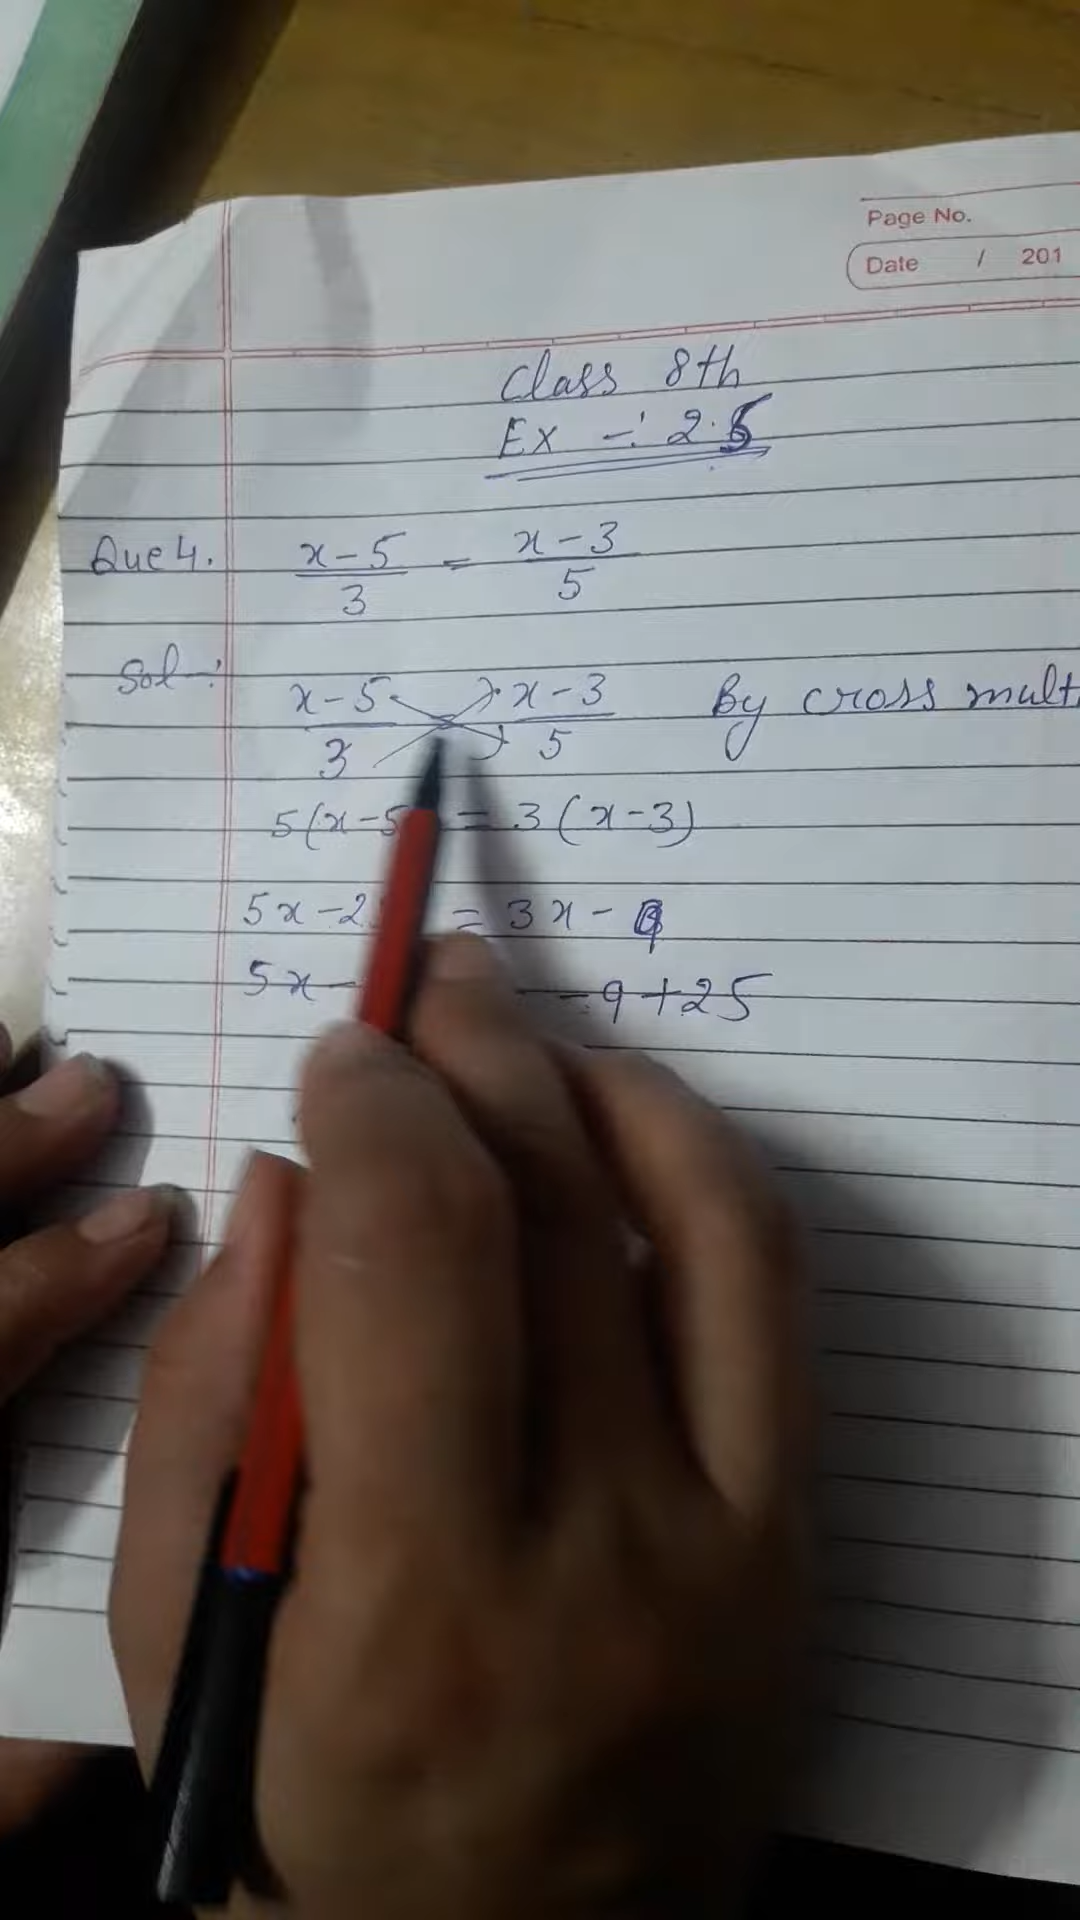 Page No.
Date / 201
Class 8th
Ex -: 2.5
Que 4. x-5/3 = x-3/5
Sol -: x-5/3 x-3/5 By cross mult
5(x-5 = 3(x-3)
5x-2 = 3x-9
5x- -9+25